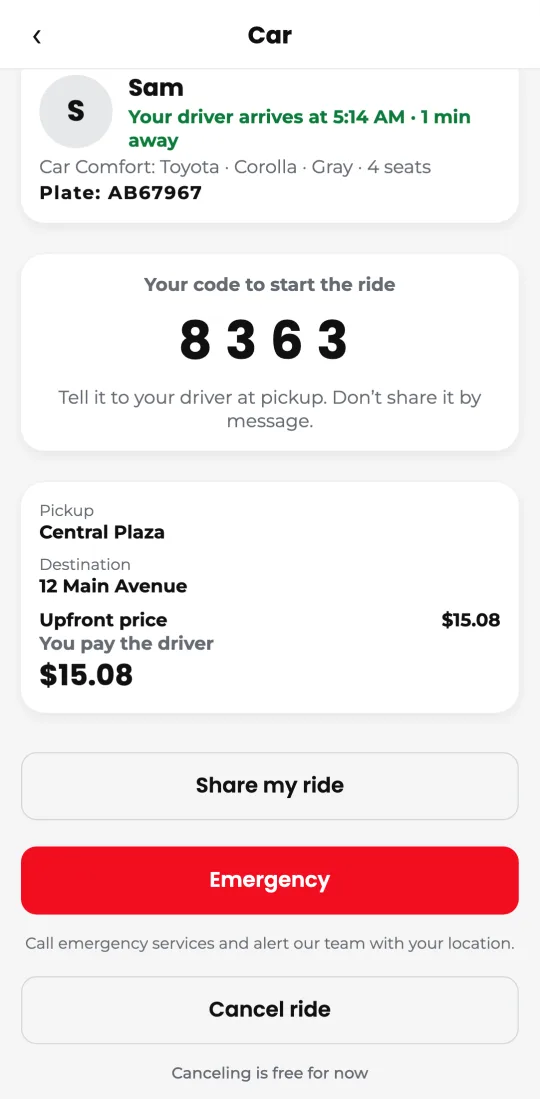 Car
S
Sam
Your driver arrives at 5:14 AM · 1 min
away
Car Comfort: Toyota · Corolla · Gray · 4 seats
Plate: AB67967
Your code to start the ride
8363
Tell it to your driver at pickup. Don’t share it by
message.
Pickup
Central Plaza
Destination
12 Main Avenue
Upfront price $15.08
You pay the driver
$15.08
Share my ride
Emergency
Call emergency services and alert our team with your location.
Cancel ride
Canceling is free for now